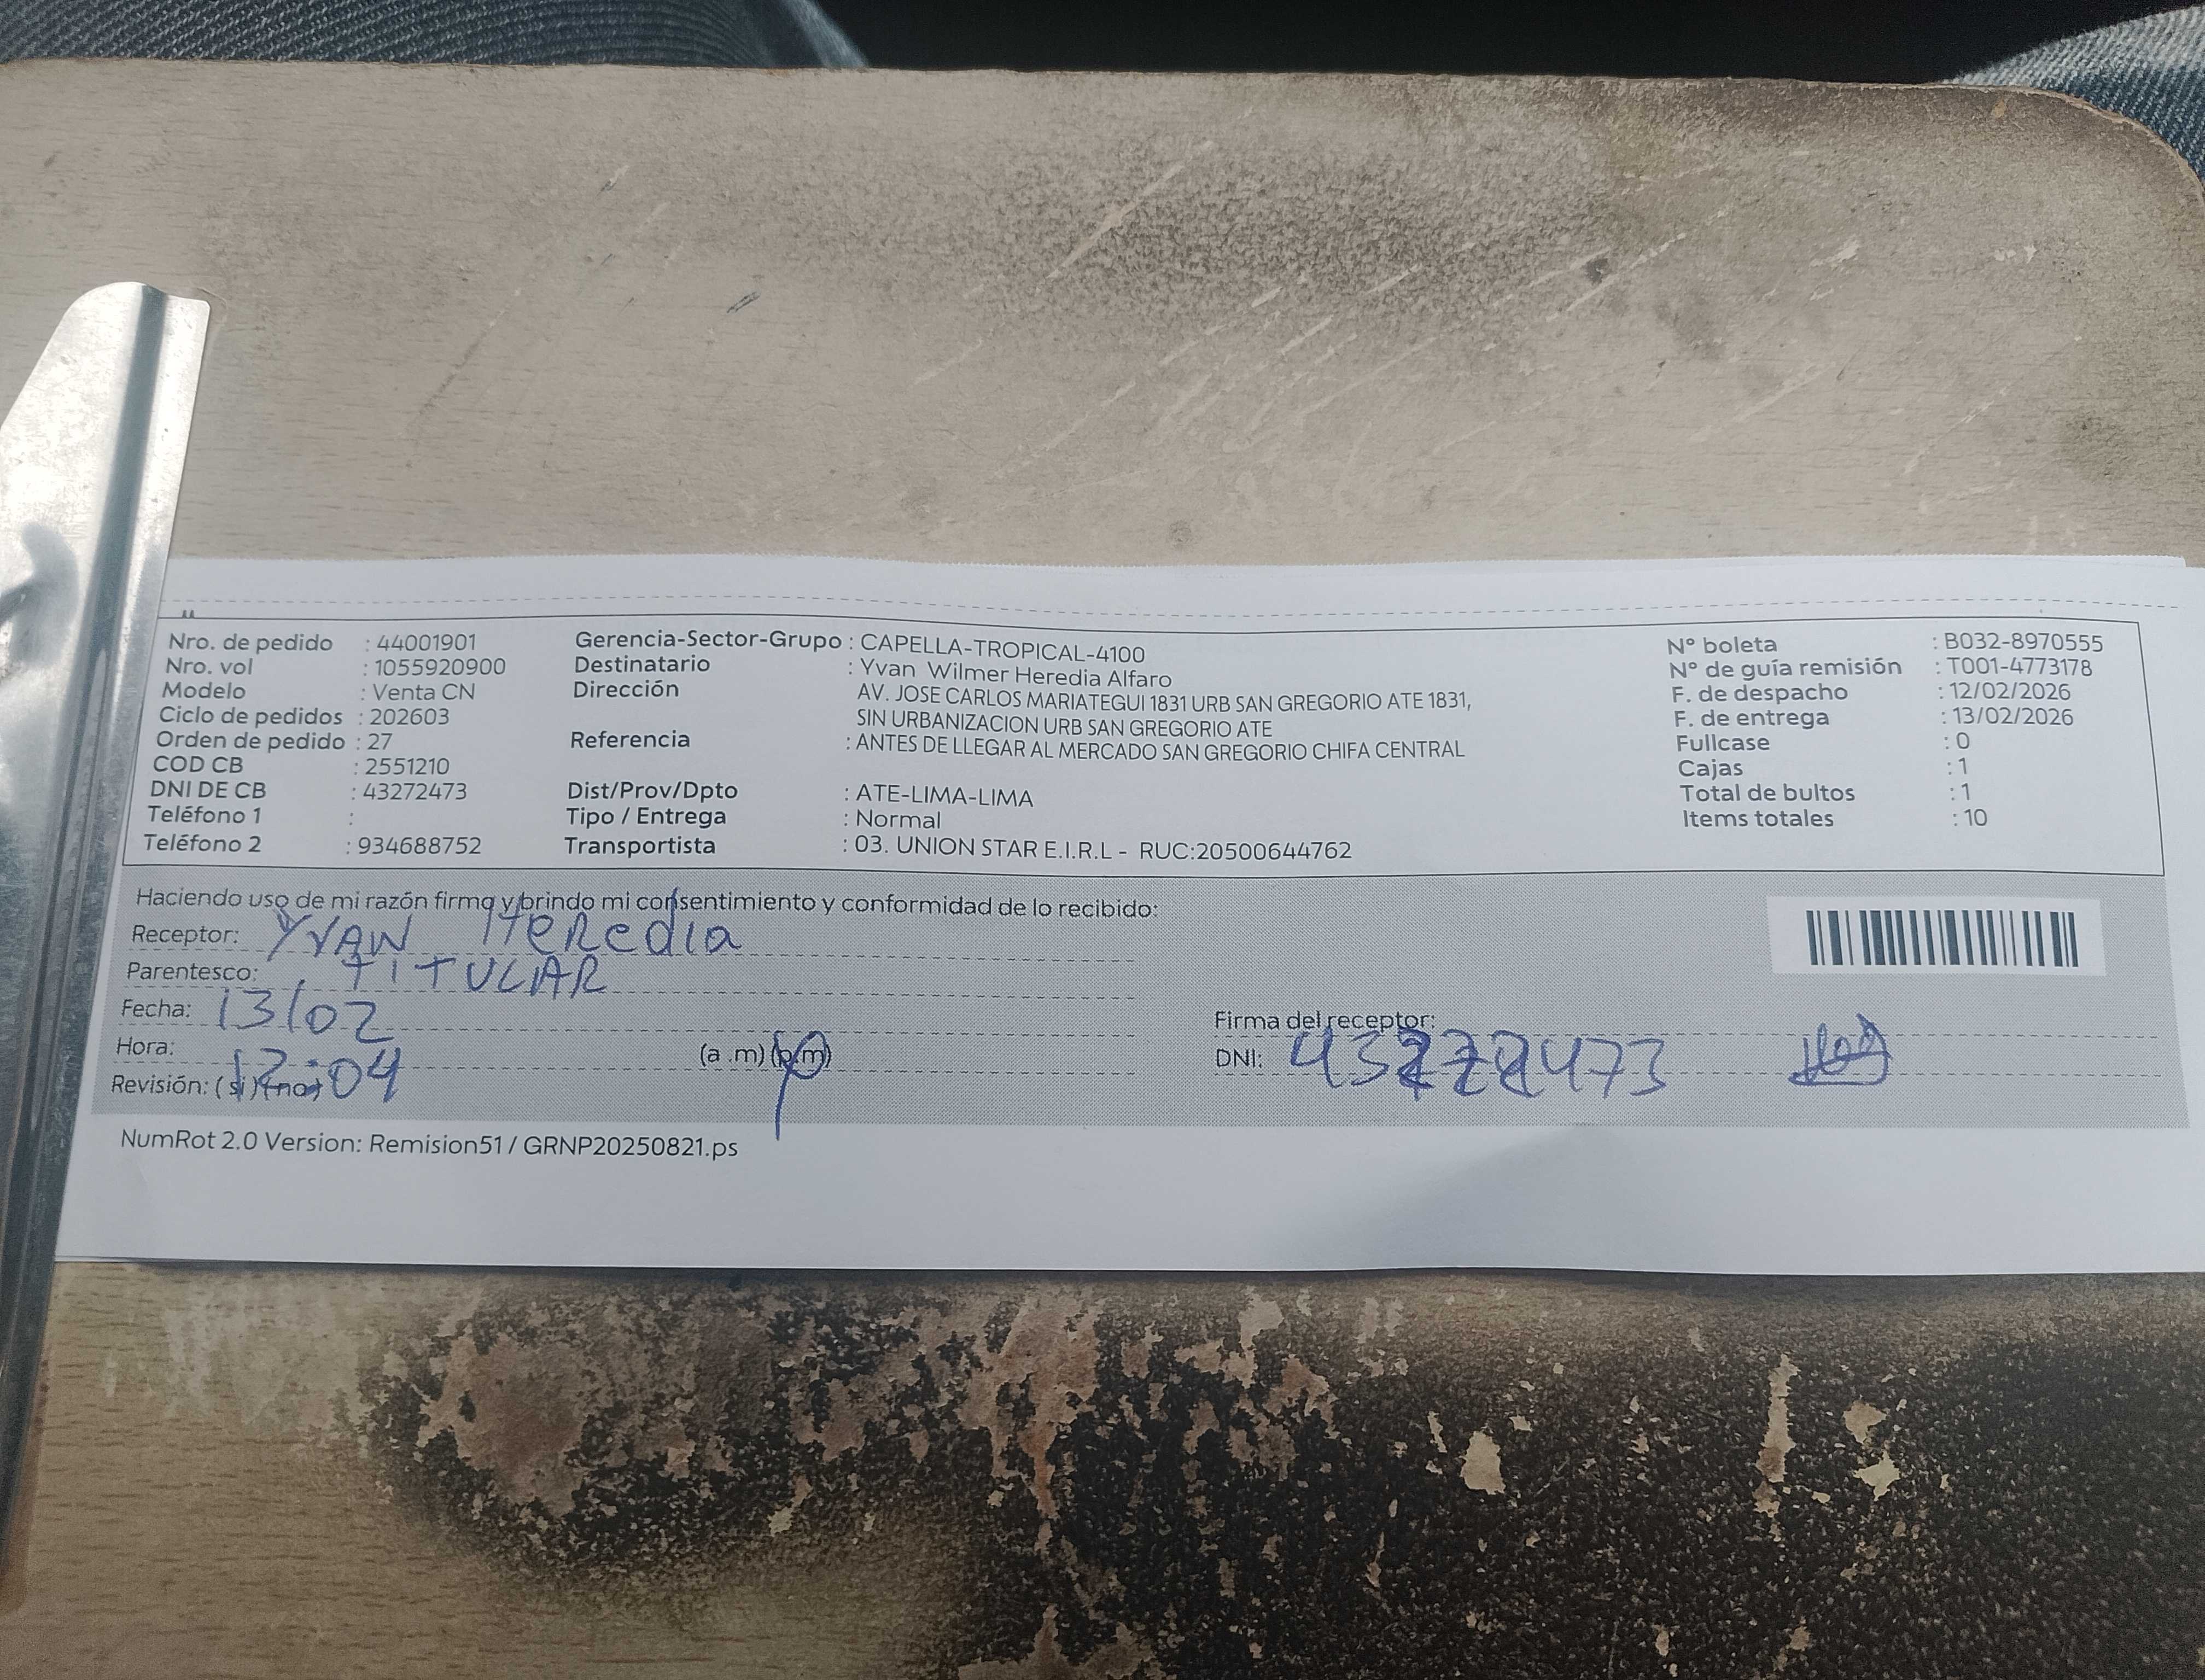 Nro. de pedido : 44001901
Nro. vol : 1055920900
Modelo : Venta CN
Ciclo de pedidos : 202603
Orden de pedido : 27
COD CB : 2551210
DNI DE CB : 43272473
Teléfono 1 :
Teléfono 2 : 934688752
Gerencia-Sector-Grupo : CAPELLA-TROPICAL-4100
Destinatario : Yvan Wilmer Heredia Alfaro
Dirección AV. JOSE CARLOS MARIATEGUI 1831 URB SAN GREGORIO ATE 1831,
SIN URBANIZACION URB SAN GREGORIO ATE
Referencia : ANTES DE LLEGAR AL MERCADO SAN GREGORIO CHIFA CENTRAL
Dist/Prov/Dpto : ATE-LIMA-LIMA
Tipo / Entrega : Normal
Transportista : 03. UNION STAR E.I.R.L - RUC:20500644762
N° boleta : B032-8970555
N° de guía remisión : T001-4773178
F. de despacho : 12/02/2026
F. de entrega : 13/02/2026
Fullcase : 0
Cajas : 1
Total de bultos : 1
Items totales : 10
Haciendo uso de mi razón firmo y brindo mi consentimiento y conformidad de lo recibido:
Receptor: YVAN HeRedia
Parentesco: TITULAR
Fecha: 13/02
Hora: 12:04 (a .m) (p.m)
Revisión: (si) (no)
Firma del receptor:
DNI:
NumRot 2.0 Version: Remision51 / GRNP20250821.ps